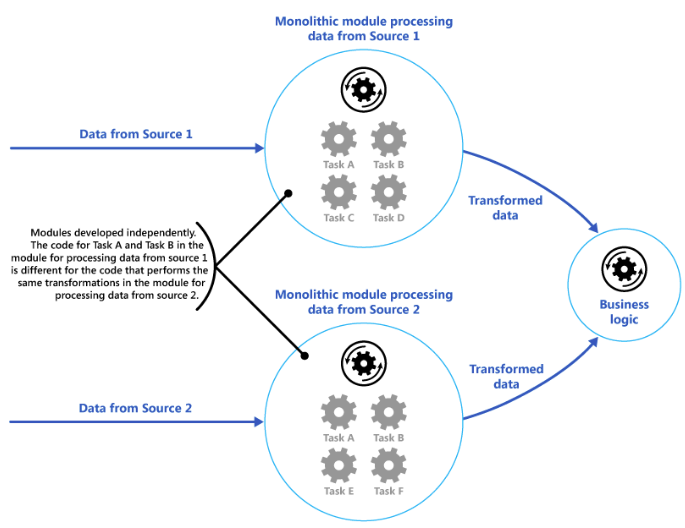 Monolithic module processing
data from Source 1
Data from Source 1
Task A
Task B
Task C
Task D
Transformed
data
Modules developed independently.
The code for Task A and Task B in the
module for processing data from source 1
is different for the code that performs the
same transformations in the module for
processing data from source 2.
Business
logic
Monolithic module processing
data from Source 2
Transformed
data
Data from Source 2
Task A
Task B
Task E
Task F